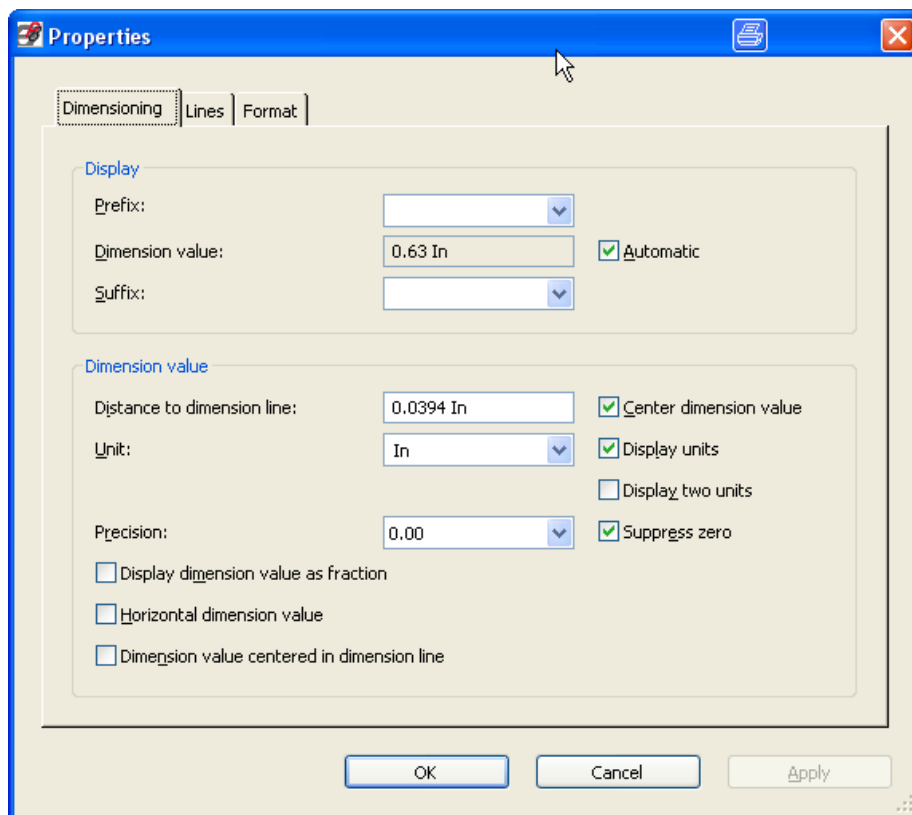 Properties
Dimensioning Lines Format
Display
Prefix:
Dimension value: 0.63 In Automatic
Suffix:
Dimension value
Distance to dimension line: 0.0394 In Center dimension value
Unit: In Display units
Display two units
Precision: 0.00 Suppress zero
Display dimension value as fraction
Horizontal dimension value
Dimension value centered in dimension line
OK Cancel Apply